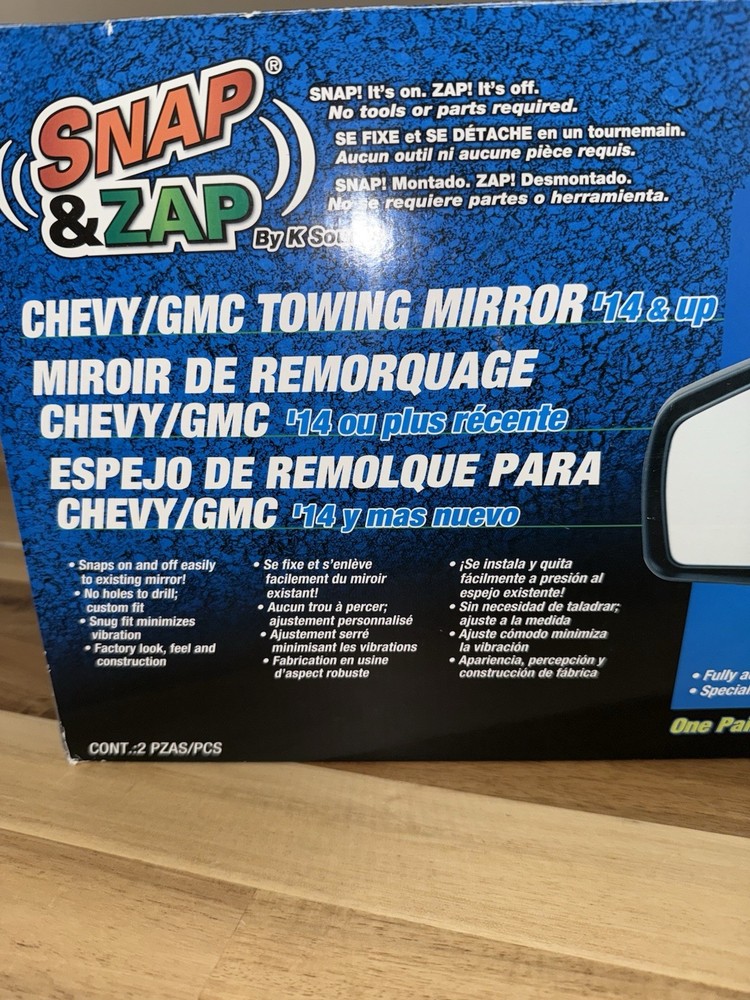 SNAP ®
&ZAP
By K
SNAP! It's on. ZAP! It's off.
No tools or parts required.
SE FIXE et SE DÉTACHE en un tournemain.
Aucun outil ni aucune pièce requis.
SNAP! Montado. ZAP! Desmontado.
No se requiere partes o herramienta.
CHEVY/GMC TOWING MIRROR '14 & up
MIROIR DE REMORQUAGE
CHEVY/GMC '14 ou plus récente
ESPEJO DE REMOLQUE PARA
CHEVY/GMC '14 y mas nuevo
• Snaps on and off easily
to existing mirror!
• No holes to drill;
custom fit
• Snug fit minimizes
vibration
• Factory look, feel and
construction
• Se fixe et s'enlève
facilement du miroir
existant!
• Aucun trou à percer;
ajustement personnalisé
• Ajustement serré
minimisant les vibrations
• Fabrication en usine
d'aspect robuste
• ¡Se instala y quita
fácilmente a presión al
espejo existente!
• Sin necesidad de taladrar;
ajuste a la medida
• Ajuste cómodo minimiza
la vibración
• Apariencia, percepción y
construcción de fábrica
• Fully
•
One
CONT.:2 PZAS/PCS